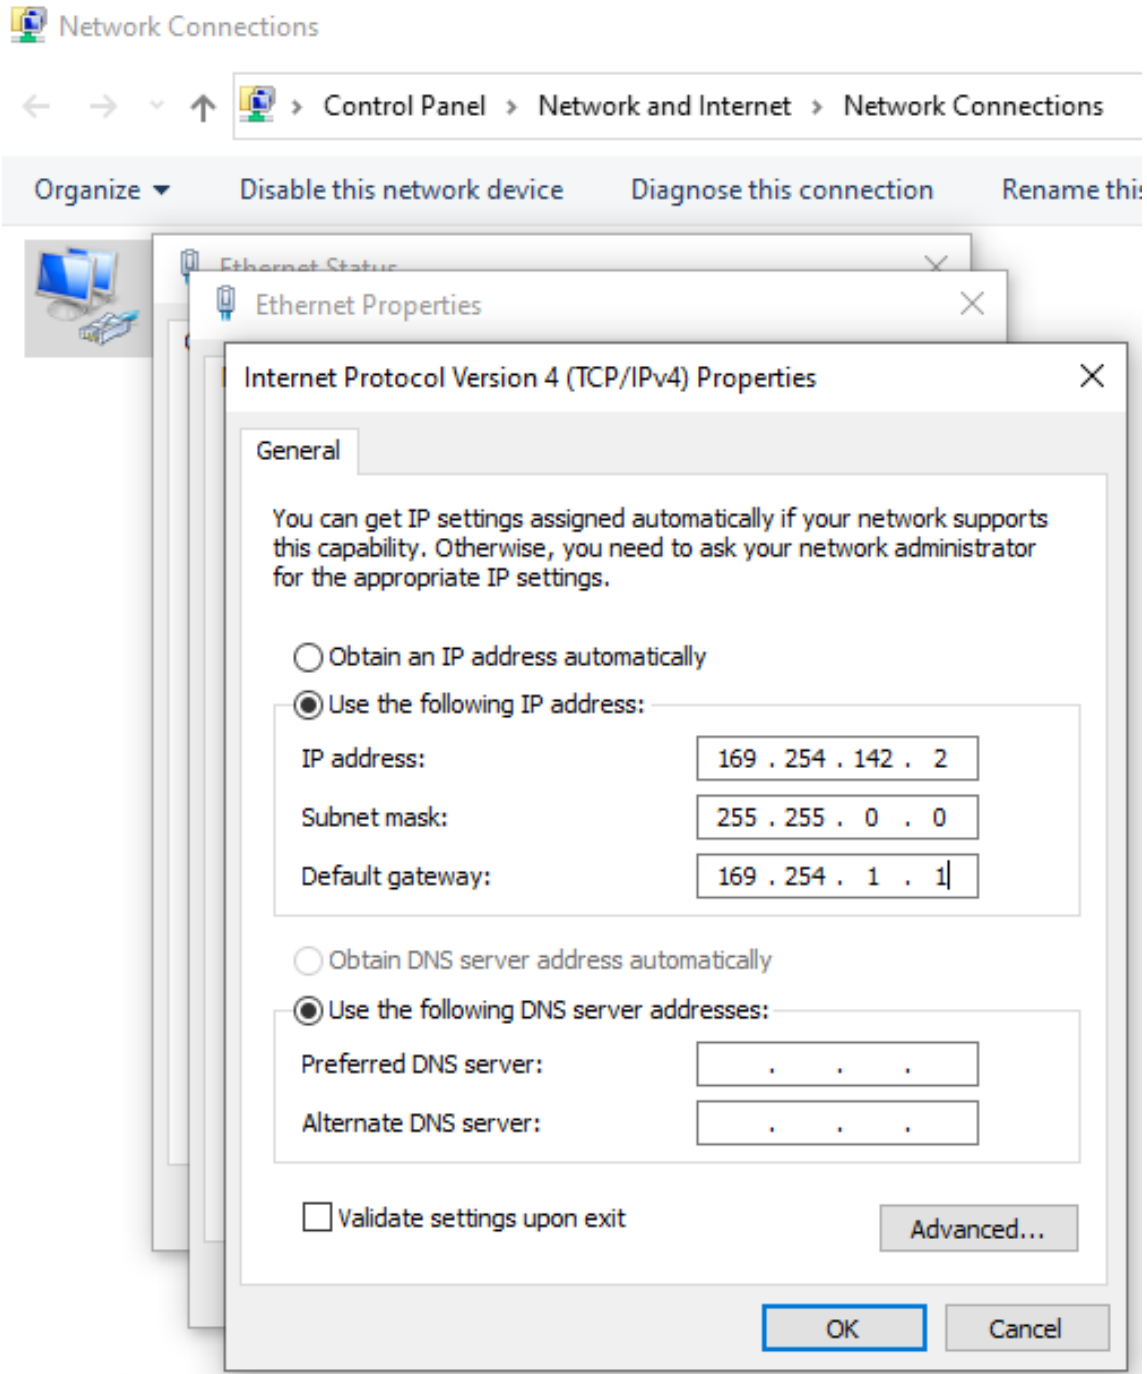 Network Connections
Control Panel > Network and Internet > Network Connections
Organize Disable this network device Diagnose this connection Rename this
Ethernet Status
Ethernet Properties
Internet Protocol Version 4 (TCP/IPv4) Properties
General
You can get IP settings assigned automatically if your network supports
this capability. Otherwise, you need to ask your network administrator
for the appropriate IP settings.
Obtain an IP address automatically
Use the following IP address:
IP address: 169 . 254 . 142 . 2
Subnet mask: 255 . 255 . 0 . 0
Default gateway: 169 . 254 . 1 . 1
Obtain DNS server address automatically
Use the following DNS server addresses:
Preferred DNS server: . . .
Alternate DNS server: . . .
Validate settings upon exit
Advanced...
OK Cancel